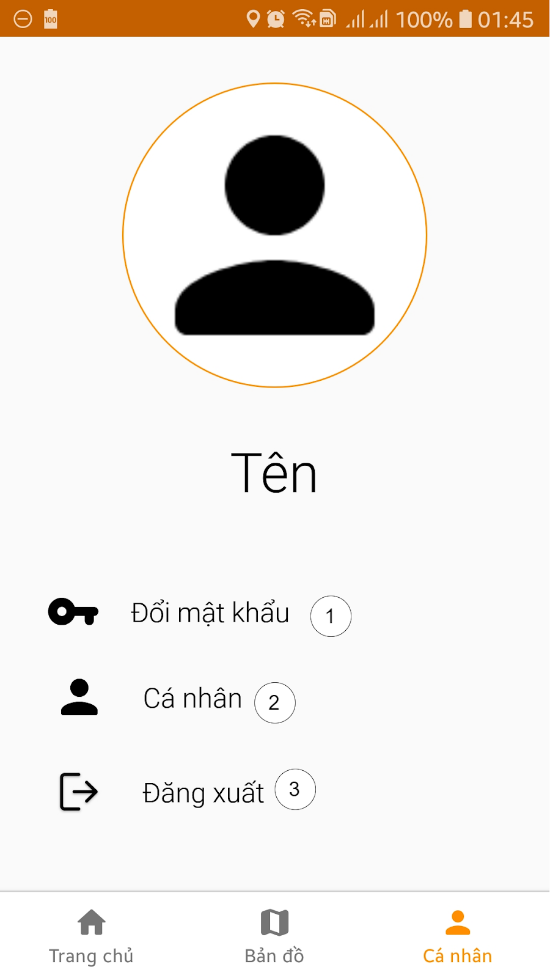 100 100% 01:45
Tên
Đổi mật khẩu 1
Cá nhân 2
Đăng xuất 3
Trang chủ Bản đồ Cá nhân